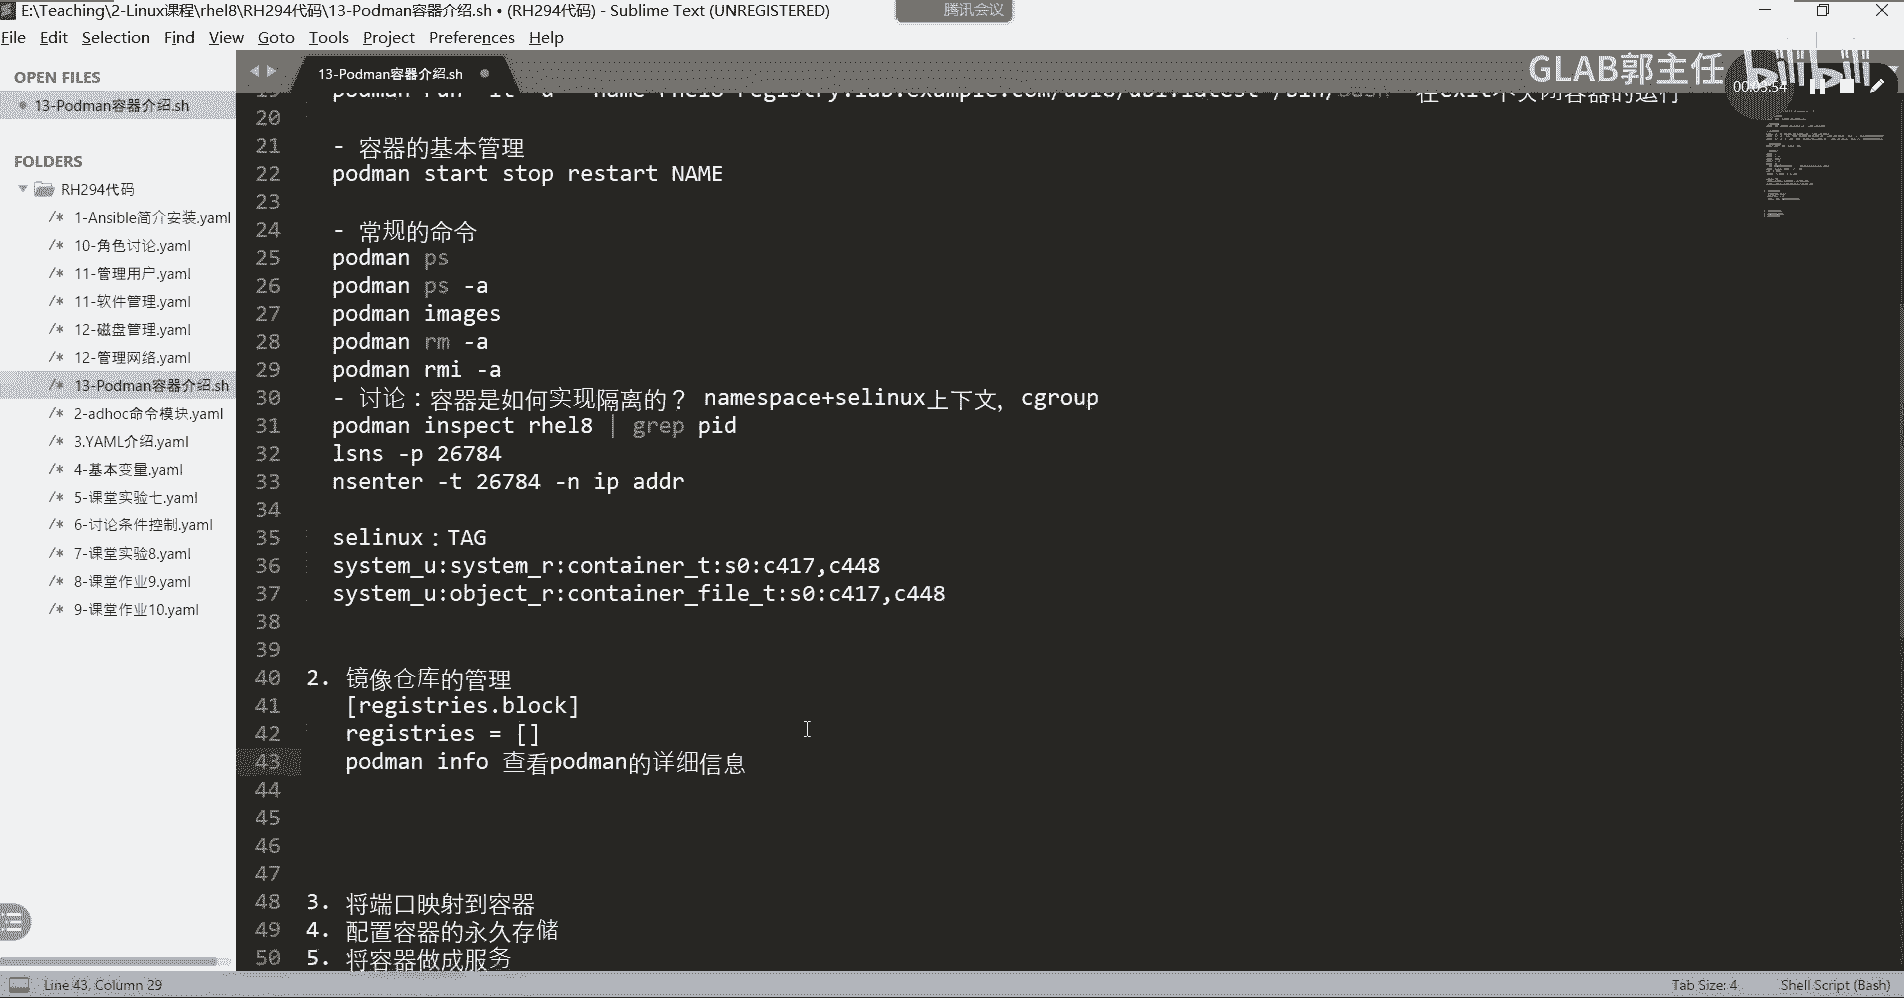 E:\Teaching\2-Linux课程\rhel8\RH294代码\13-Podman容器介绍.sh • (RH294代码) - Sublime Text (UNREGISTERED)
腾讯会议
File Edit Selection Find View Goto Tools Project Preferences Help
OPEN FILES
13-Podman容器介绍.sh
FOLDERS
RH294代码
/* 1-Ansible简介安装.yaml
/* 10-角色讨论.yaml
/* 11-管理用户.yaml
/* 11-软件管理.yaml
/* 12-磁盘管理.yaml
/* 12-管理网络.yaml
/* 13-Podman容器介绍.sh
/* 2-adhoc命令模块.yaml
/* 3.YAML介绍.yaml
/* 4-基本变量.yaml
/* 5-课堂实验七.yaml
/* 6-讨论条件控制.yaml
/* 7-课堂实验8.yaml
/* 8-课堂作业9.yaml
/* 9-课堂作业10.yaml
13-Podman容器介绍.sh
GLAB郭主任 bilibili
00:03:54
20
21 - 容器的基本管理
22 podman start stop restart NAME
23
24 - 常规的命令
25 podman ps
26 podman ps -a
27 podman images
28 podman rm -a
29 podman rmi -a
30 - 讨论：容器是如何实现隔离的？ namespace+selinux上下文，cgroup
31 podman inspect rhel8 | grep pid
32 lsns -p 26784
33 nsenter -t 26784 -n ip addr
34
35 selinux：TAG
36 system_u:system_r:container_t:s0:c417,c448
37 system_u:object_r:container_file_t:s0:c417,c448
38
39
40 2. 镜像仓库的管理
41 [registries.block]
42 registries = []
43 podman info 查看podman的详细信息
44
45
46
47
48 3. 将端口映射到容器
49 4. 配置容器的永久存储
50 5. 将容器做成服务
Line 43, Column 29
Tab Size: 4
Shell Script (Bash)